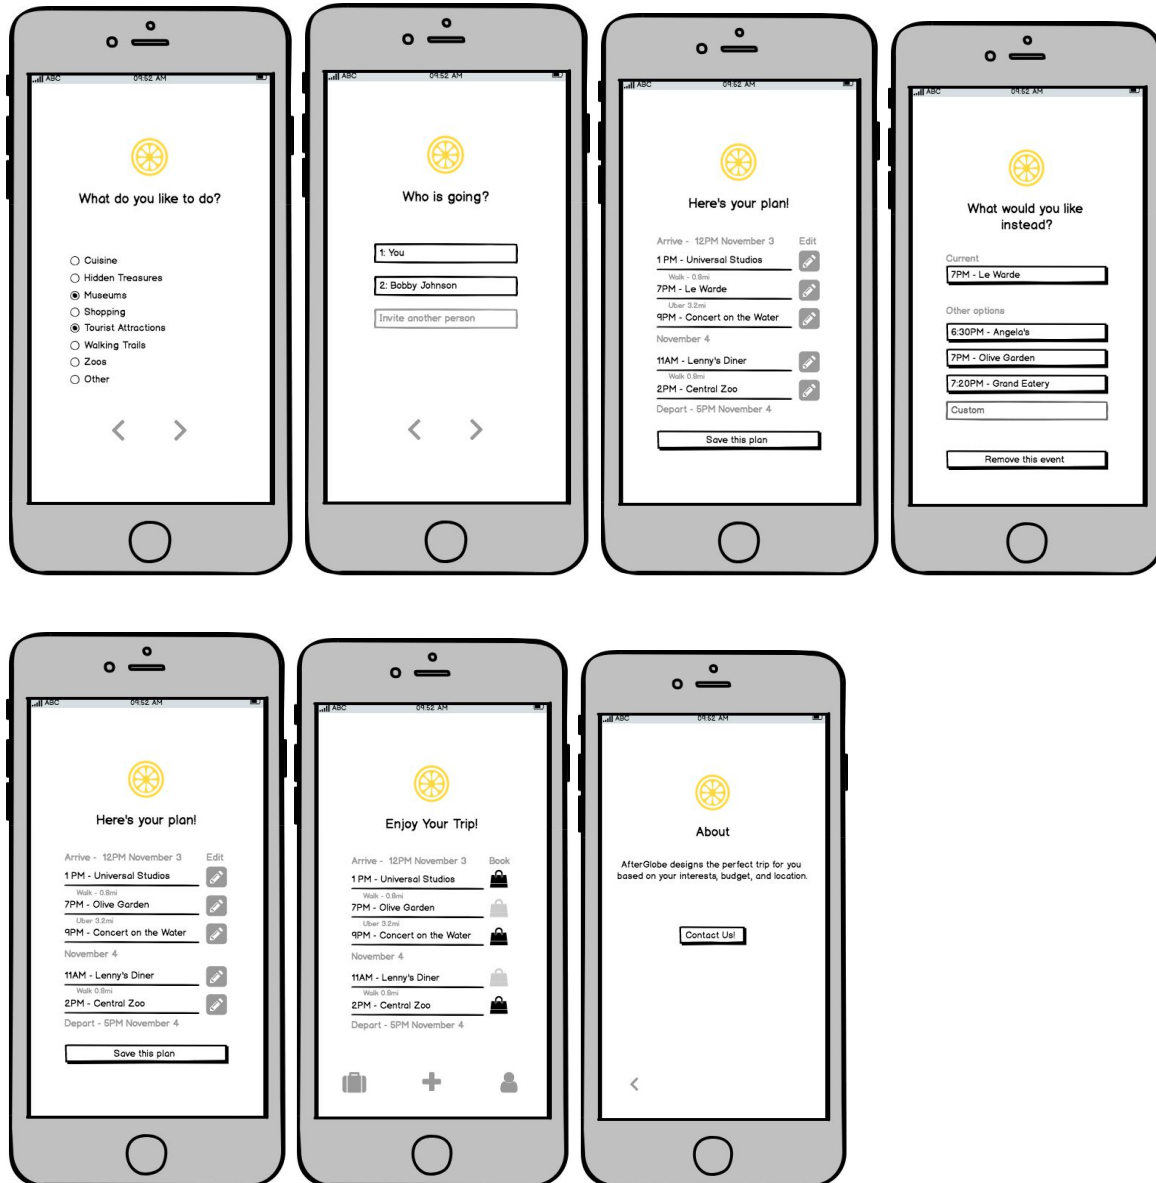 ABC 09:52 AM
What do you like to do?
Cuisine
Hidden Treasures
Museums
Shopping
Tourist Attractions
Walking Trails
Zoos
Other
ABC 09:52 AM
Who is going?
1: You
2: Bobby Johnson
Invite another person
ABC 09:52 AM
Here's your plan!
Arrive - 12PM November 3 Edit
1 PM - Universal Studios
Walk - 0.8mi
7PM - Le Warde
Uber 3.2mi
9PM - Concert on the Water
November 4
11AM - Lenny's Diner
Walk 0.6mi
2PM - Central Zoo
Depart - 5PM November 4
Save this plan
ABC 09:52 AM
What would you like
instead?
Current
7PM - Le Warde
Other options
6:30PM - Angela's
7PM - Olive Garden
7:20PM - Grand Eatery
Custom
Remove this event
ABC 09:52 AM
Here's your plan!
Arrive - 12PM November 3 Edit
1 PM - Universal Studios
Walk - 0.8mi
7PM - Olive Garden
Uber 3.2mi
9PM - Concert on the Water
November 4
11AM - Lenny's Diner
Walk 0.6mi
2PM - Central Zoo
Depart - 5PM November 4
Save this plan
ABC 09:52 AM
Enjoy Your Trip!
Arrive - 12PM November 3 Book
1 PM - Universal Studios
Walk - 0.8mi
7PM - Olive Garden
Uber 3.2mi
9PM - Concert on the Water
November 4
11AM - Lenny's Diner
Walk 0.6mi
2PM - Central Zoo
Depart - 5PM November 4
ABC 09:52 AM
About
AfterGlobe designs the perfect trip for you
based on your interests, budget, and location.
Contact Us!